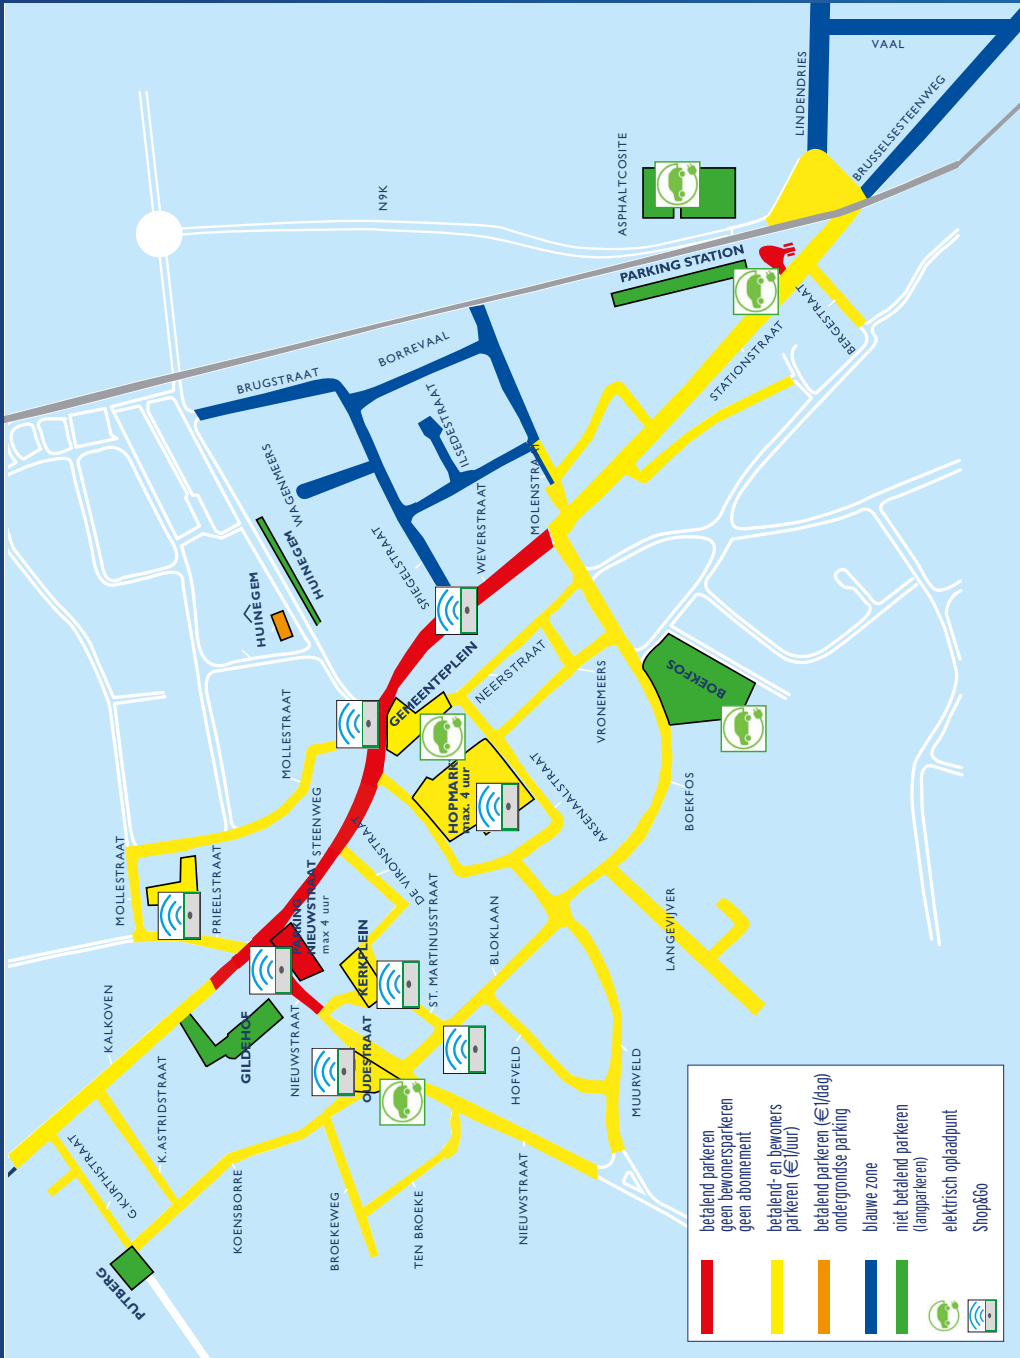 LINDENDRIES
VAAL
BRUSSELSESTEENWEG
ASPHALTCOSITE
N9K
PARKING STATION
BERGESTRAAT
STATIONSTRAAT
BORREVAAL
BRUGSTRAAT
ILSEDESTRAAT
WAGENMEERS
HUINEGEM
HUINEGEM
SPIEGELSTRAAT
WEVERSTRAAT
MOLENSTRAAT
GEMEENTEPLEIN
NEERSTRAAT
VRONEMEERS
BOEKFOS
MOLLESTRAAT
HOPMARKT
max. 4 uur
ARSENAALSTRAAT
BOEKFOS
STEENWEG
DE VIRONSTRAAT
MOLLESTRAAT
PRIEELSTRAAT
PARKING
NIEUWSTRAAT
max 4 uur
KERKPLEIN
ST. MARTINUSSTRAAT
BLOKLAAN
LANGEVIJVER
KALKOVEN
GILDEHOF
NIEUWSTRAAT
OUDESTRAAT
HOFVELD
MUURVELD
K.ASTRIDSTRAAT
G.KURTHSTRAAT
KOENSBORRE
BROEKEWEG
TEN BROEKE
NIEUWSTRAAT
PUTBERG
betalend parkeren
geen bewonersparkeren
geen abonnement
betalend- en bewoners
parkeren (€1/uur)
betalend parkeren (€1/dag)
ondergrondse parking
blauwe zone
niet betalend parkeren
(langparkeren)
elektrisch oplaadpunt
Shop&Go